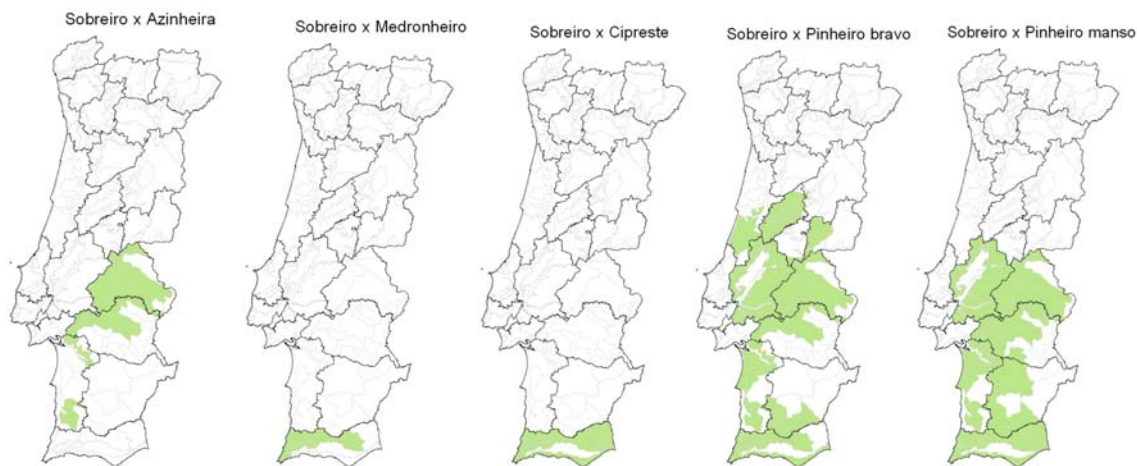 Sobreiro x Azinheira
Sobreiro x Medronheiro
Sobreiro x Cipreste
Sobreiro x Pinheiro bravo
Sobreiro x Pinheiro manso